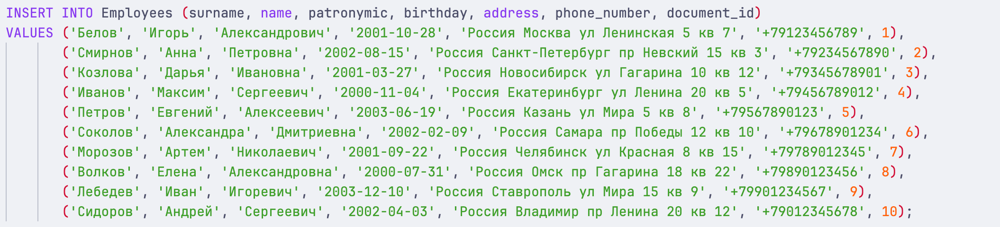 INSERT INTO Employees (surname, name, patronymic, birthday, address, phone_number, document_id)
VALUES ('Белов', 'Игорь', 'Александрович', '2001-10-28', 'Россия Москва ул Ленинская 5 кв 7', '+79123456789', 1),
('Смирнов', 'Анна', 'Петровна', '2002-08-15', 'Россия Санкт-Петербург пр Невский 15 кв 3', '+79234567890', 2),
('Козлова', 'Дарья', 'Ивановна', '2001-03-27', 'Россия Новосибирск ул Гагарина 10 кв 12', '+79345678901', 3),
('Иванов', 'Максим', 'Сергеевич', '2000-11-04', 'Россия Екатеринбург ул Ленина 20 кв 5', '+79456789012', 4),
('Петров', 'Евгений', 'Алексеевич', '2003-06-19', 'Россия Казань ул Мира 5 кв 8', '+79567890123', 5),
('Соколов', 'Александра', 'Дмитриевна', '2002-02-09', 'Россия Самара пр Победы 12 кв 10', '+79678901234', 6),
('Морозов', 'Артем', 'Николаевич', '2001-09-22', 'Россия Челябинск ул Красная 8 кв 15', '+79789012345', 7),
('Волков', 'Елена', 'Александровна', '2000-07-31', 'Россия Омск пр Гагарина 18 кв 22', '+79890123456', 8),
('Лебедев', 'Иван', 'Игоревич', '2003-12-10', 'Россия Ставрополь ул Мира 15 кв 9', '+79901234567', 9),
('Сидоров', 'Андрей', 'Сергеевич', '2002-04-03', 'Россия Владимир пр Ленина 20 кв 12', '+79012345678', 10);